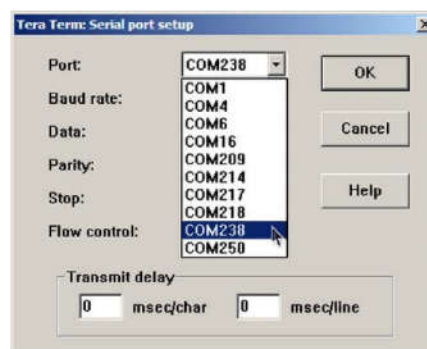 Tera Term: Serial port setup
Port: COM238 OK
COM1
Baud rate:
COM4
COM6
Data: Cancel
COM16
COM209
Parity:
COM214
COM217
Stop: Help
COM218
Flow control: COM238
COM250
Transmit delay
0 msec/char 0 msec/line